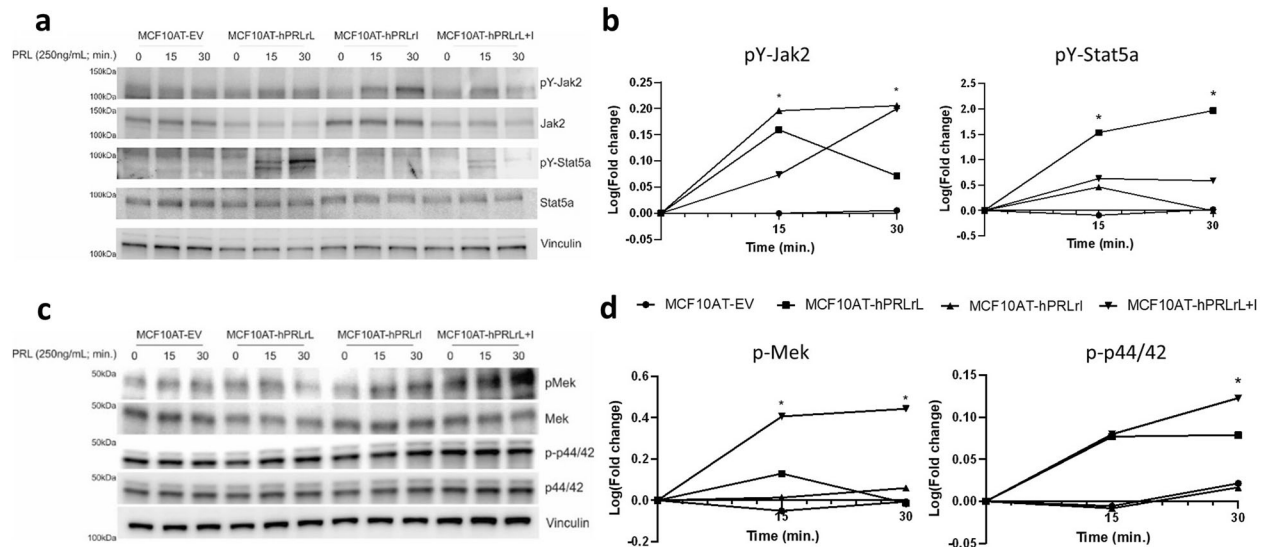 a
MCF10AT-EV MCF10AT-hPRLrL MCF10AT-hPRLrI MCF10AT-hPRLrL+I
PRL (250ng/mL; min.) 0 15 30 0 15 30 0 15 30 0 15 30
150kDa
100kDa
pY-Jak2
150kDa
100kDa
Jak2
100kDa
pY-Stat5a
100kDa
Stat5a
100kDa
Vinculin
b
pY-Jak2
Log(Fold change)
0.25
0.20
0.15
0.10
0.05
0.00
-0.05
* *
15 30
Time (min.)
pY-Stat5a
Log(Fold change)
2.5
2.0
1.5
1.0
0.5
0.0
-0.5
* *
15 30
Time (min.)
c
MCF10AT-EV MCF10AT-hPRLrL MCF10AT-hPRLrI MCF10AT-hPRLrL+I
PRL (250ng/mL; min.) 0 15 30 0 15 30 0 15 30 0 15 30
50kDa
pMek
50kDa
Mek
50kDa
p-p44/42
50kDa
p44/42
Vinculin
100kDa
d
MCF10AT-EV MCF10AT-hPRLrL MCF10AT-hPRLrI MCF10AT-hPRLrL+I
p-Mek
Log(Fold change)
0.6
0.4
0.2
0.0
-0.2
* *
15 30
Time (min.)
p-p44/42
Log(Fold change)
0.15
0.10
0.05
0.00
-0.05
*
15 30
Time (min.)